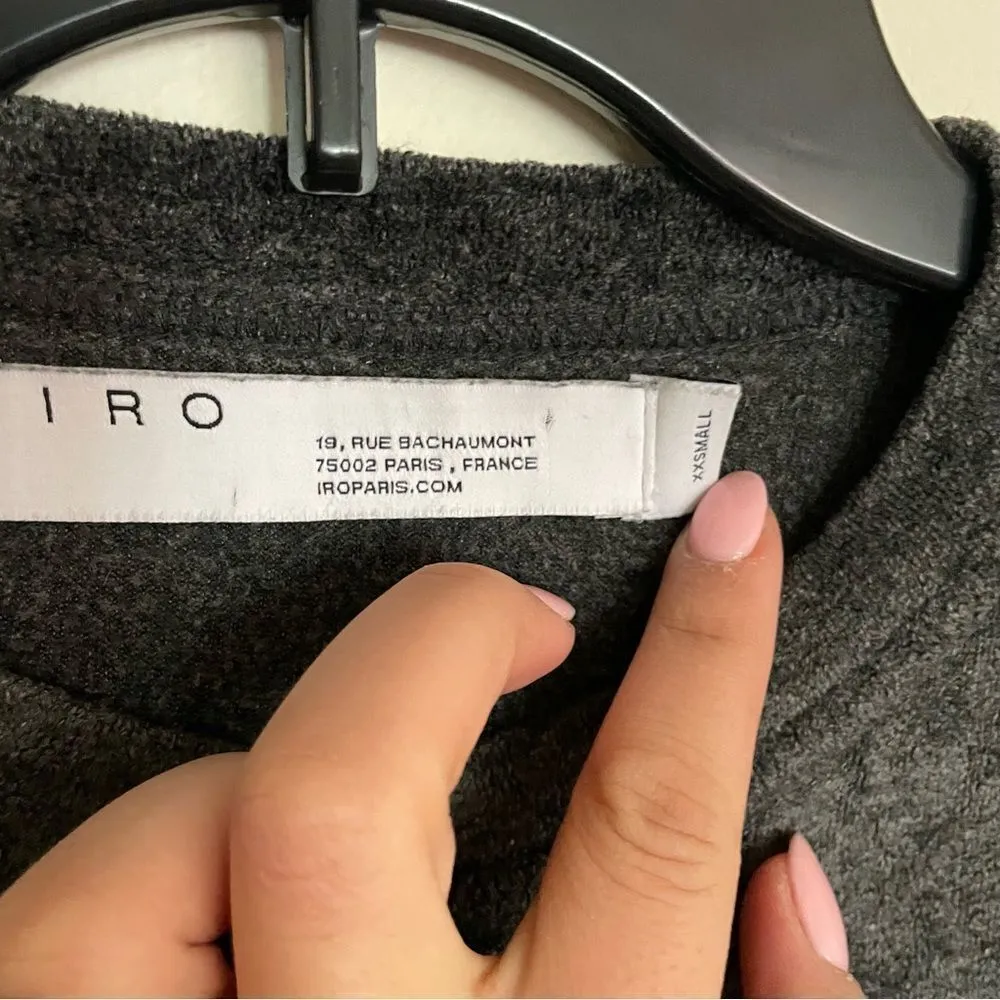 IRO
19, RUE BACHAUMONT
75002 PARIS , FRANCE
IROPARIS.COM
XXSMALL